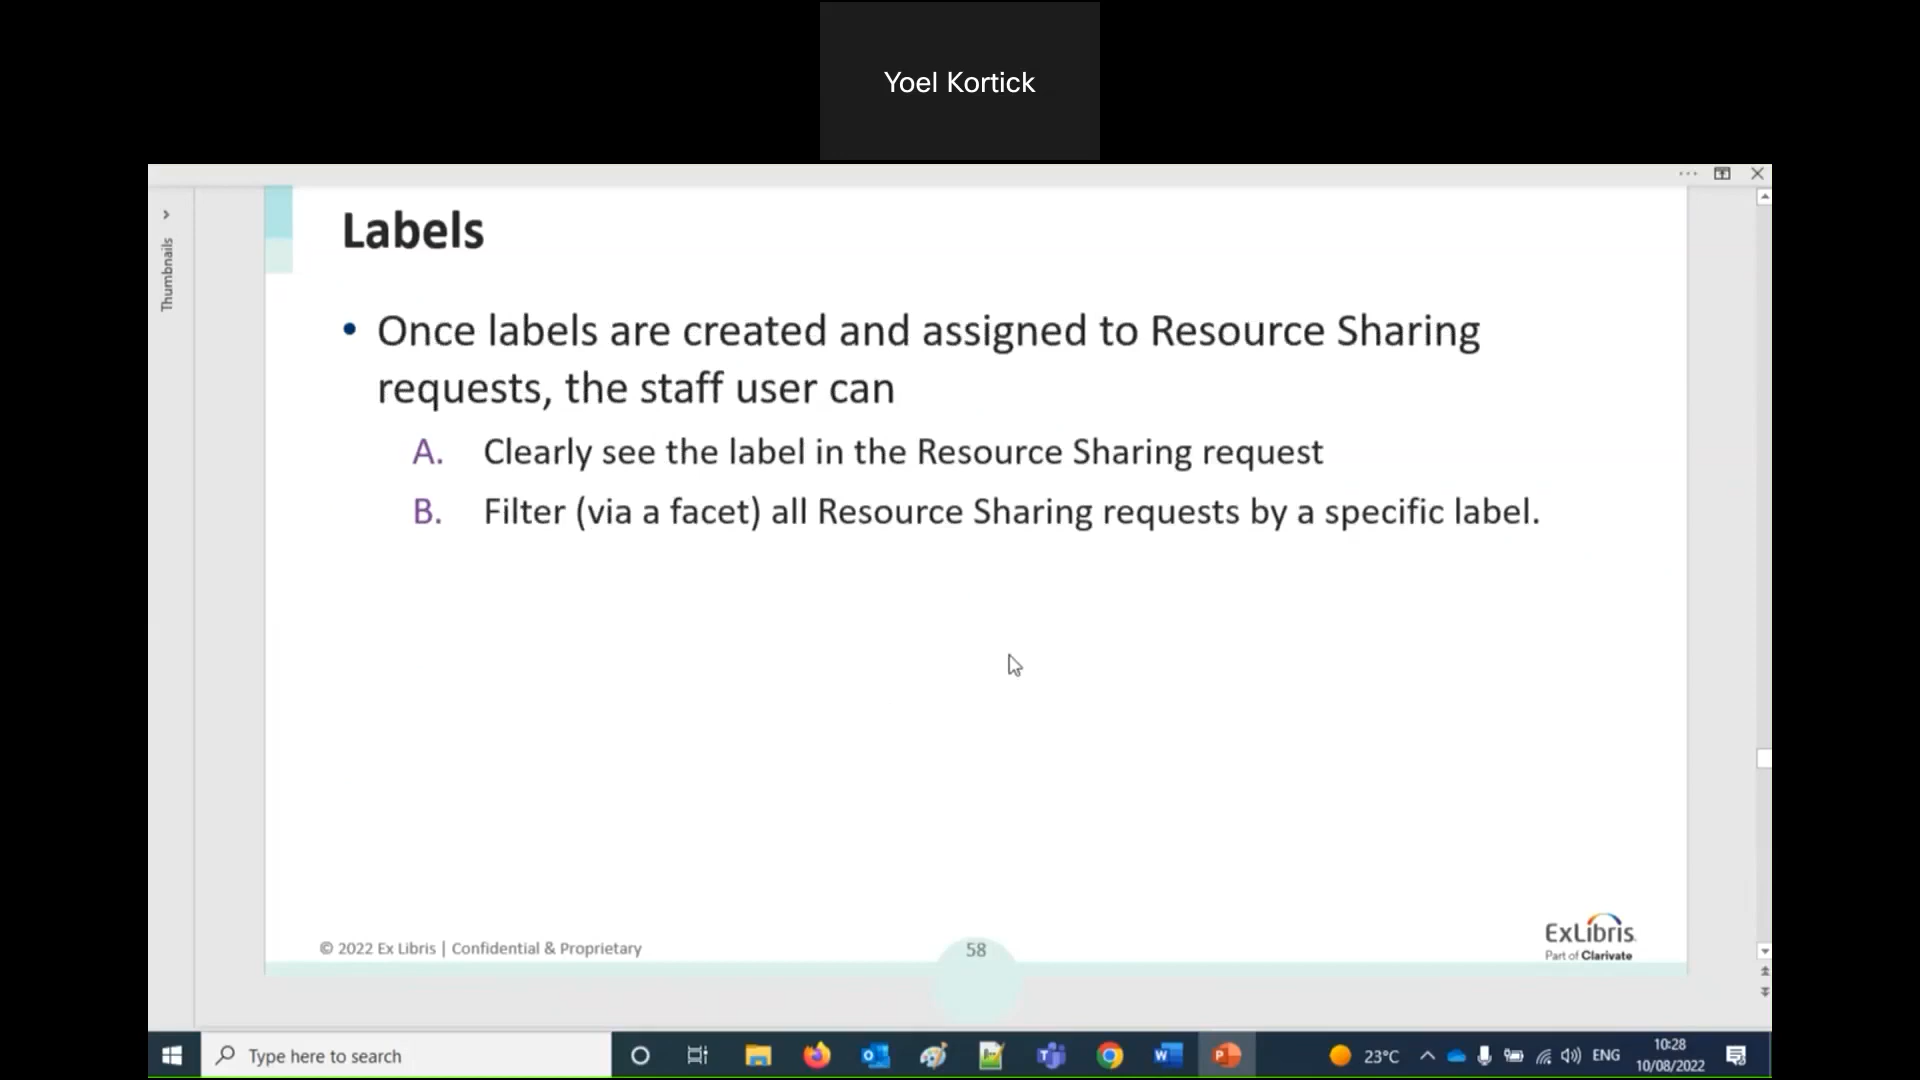 Yoel Kortick
Thumbnails
Labels
• Once labels are created and assigned to Resource Sharing
requests, the staff user can
A. Clearly see the label in the Resource Sharing request
B. Filter (via a facet) all Resource Sharing requests by a specific label.
© 2022 Ex Libris | Confidential & Proprietary
58
ExLibris
Part of Clarivate
Type here to search
23°C
ENG
10:28
10/08/2022